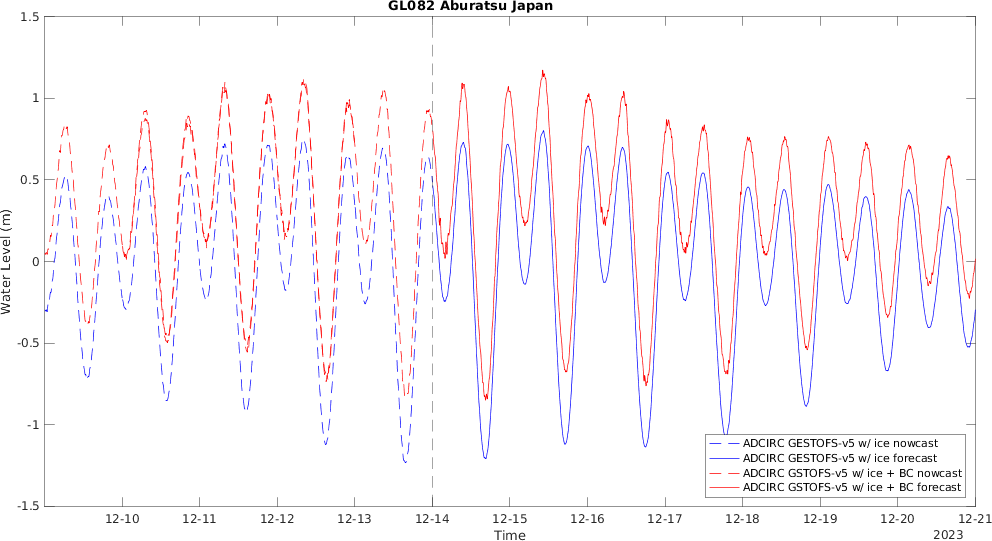 GL082 Aburatsu Japan
1.5
1
0.5
0
-0.5
-1
-1.5
Water Level (m)
ADCIRC GESTOFS-v5 w/ ice nowcast
ADCIRC GESTOFS-v5 w/ ice forecast
ADCIRC GSTOFS-v5 w/ ice + BC nowcast
ADCIRC GSTOFS-v5 w/ ice + BC forecast
12-10 12-11 12-12 12-13 12-14 12-15 12-16 12-17 12-18 12-19 12-20 12-21
Time
2023